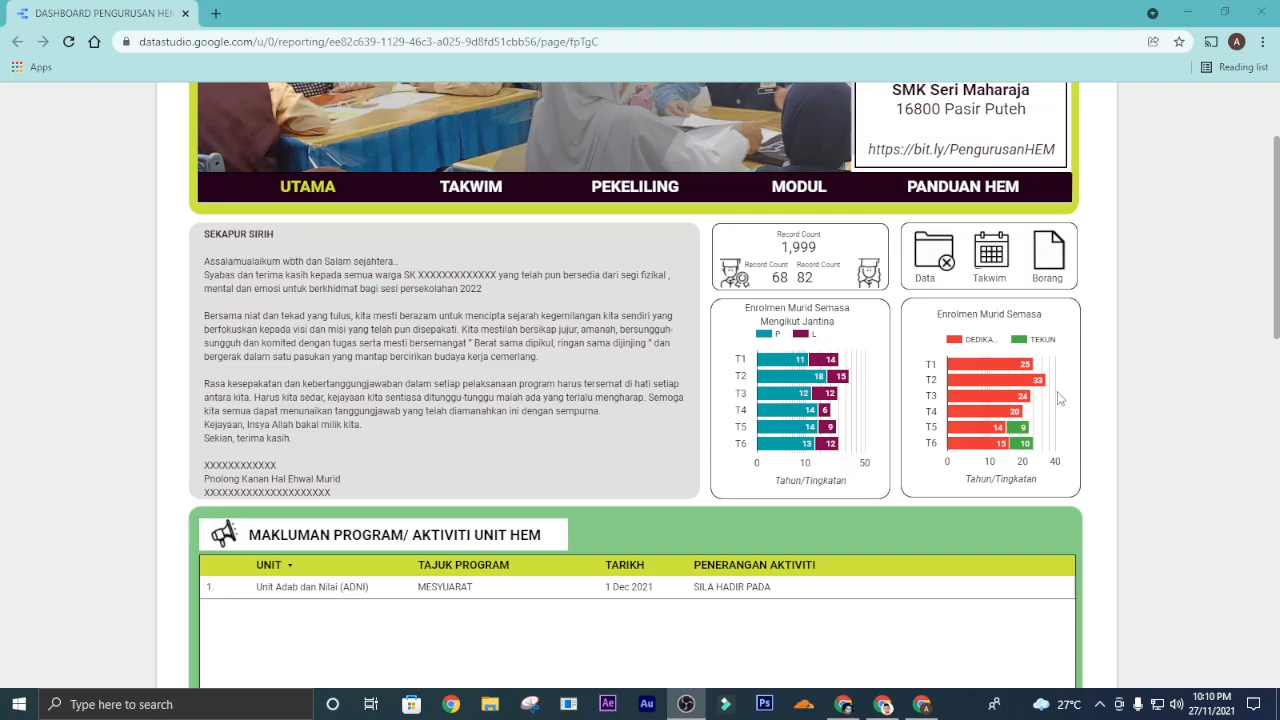 DASHBOARD PENGURUSAN HEM
datastudio.google.com/u/0/reporting/ee82c639-1129-46c3-a025-9d8fd51cbb56/page/fpTgC
A
Apps
Reading list
SMK Seri Maharaja
16800 Pasir Puteh
https://bit.ly/PengurusanHEM
UTAMA TAKWIM PEKELILING MODUL PANDUAN HEM
SEKAPUR SIRIH
Assalamualaikum wbth dan Salam sejahtera..
Syabas dan terima kasih kepada semua warga SK XXXXXXXXXXXXX yang telah pun bersedia dari segi fizikal ,
mental dan emosi untuk berkhidmat bagi sesi persekolahan 2022
Bersama niat dan tekad yang tulus, kita mesti berazam untuk mencipta sejarah kegemilangan kita sendiri yang
berfokuskan kepada visi dan misi yang telah pun disepakati. Kita mestilah bersikap jujur, amanah, bersungguh-
sungguh dan komited dengan tugas serta mesti bersemangat " Berat sama dipikul, ringan sama dijinjing " dan
bergerak dalam satu pasukan yang mantap bercirikan budaya kerja cemerlang.
Rasa kesepakatan dan kebertanggungjawaban dalam setiap pelaksanaan program harus tersemat di hati setiap
antara kita. Harus kita sedar, kejayaan kita sentiasa ditunggu-tunggu malah ada yang terlalu mengharap. Semoga
kita semua dapat menunaikan tanggungjawab yang telah diamanahkan ini dengan sempurna.
Kejayaan, Insya Allah bakal milik kita.
Sekian, terima kasih.
XXXXXXXXXXXX
Pnolong Kanan Hal Ehwal Murid
XXXXXXXXXXXXXXXXXXXXX
Record Count
1,999
Record Count Record Count
68 82
Data Takwim Borang
Enrolmen Murid Semasa
Mengikut Jantina
P L
T1 11 14
T2 18 15
T3 12 12
T4 14 6
T5 14 9
T6 13 12
0 10 50
Tahun/Tingkatan
Enrolmen Murid Semasa
DEDIKA... TEKUN
T1 25
T2 33
T3 24
T4 20
T5 14 9
T6 15 10
0 10 20 40
Tahun/Tingkatan
MAKLUMAN PROGRAM/ AKTIVITI UNIT HEM
UNIT TAJUK PROGRAM TARIKH PENERANGAN AKTIVITI
1. Unit Adab dan Nilai (ADNI) MESYUARAT 1 Dec 2021 SILA HADIR PADA
Type here to search
Ae Au Ps
27°C
10:10 PM
27/11/2021